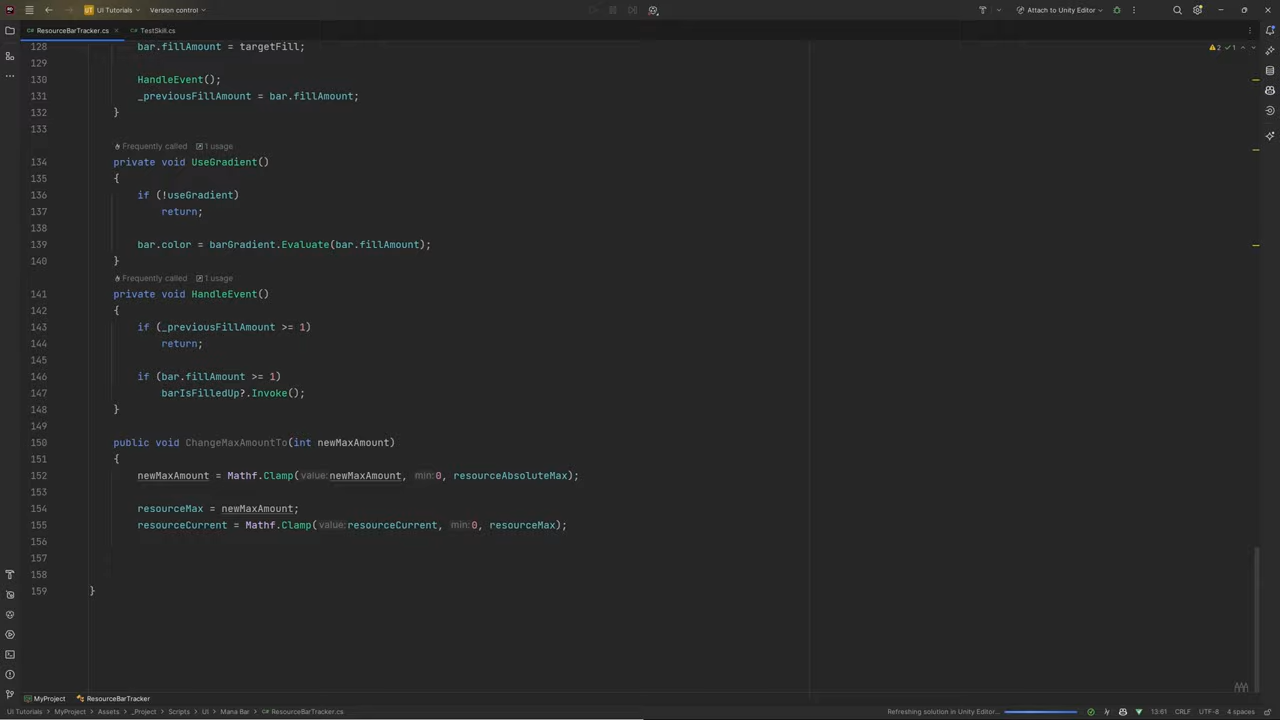 UI Tutorials Version control Attach to Unity Editor
ResourceBarTracker.cs TestSkill.cs
128 bar.fillAmount = targetFill;
129
130 HandleEvent();
131 _previousFillAmount = bar.fillAmount;
132 }
133
Frequently called 1 usage
134 private void UseGradient()
135 {
136 if (!useGradient)
137 return;
138
139 bar.color = barGradient.Evaluate(bar.fillAmount);
140 }
Frequently called 1 usage
141 private void HandleEvent()
142 {
143 if (_previousFillAmount >= 1)
144 return;
145
146 if (bar.fillAmount >= 1)
147 barIsFilledUp?.Invoke();
148 }
149
150 public void ChangeMaxAmountTo(int newMaxAmount)
151 {
152 newMaxAmount = Mathf.Clamp(value: newMaxAmount, min: 0, resourceAbsoluteMax);
153
154 resourceMax = newMaxAmount;
155 resourceCurrent = Mathf.Clamp(value: resourceCurrent, min: 0, resourceMax);
156
157
158
159 }
2 1
MyProject ResourceBarTracker
UI Tutorials > MyProject > Assets > _Project > Scripts > UI > Mana Bar > ResourceBarTracker.cs Refreshing solution in Unity Editor... 13:61 CRLF UTF-8 4 spaces